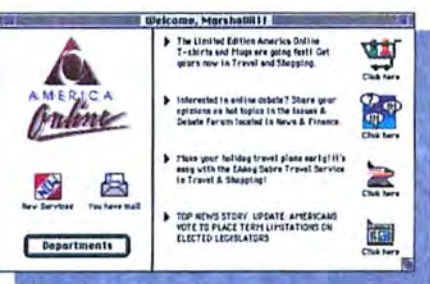 Welcome, Marshall11!
AMERICA
Online
New Services
You have mail
Departments
The Limited Edition America Online
T-shirts and Mugs are going fast! Get
yours now in Travel and Shopping.
Click here
Interested in online debate? Share your
opinions on hot topics in the Issues &
Debate Forum located in News & Finance.
Click here
Make your holiday travel plans early! It's
easy with the EAAsy Sabre Travel Service
in Travel & Shopping!
Click here
TOP NEWS STORY UPDATE: AMERICANS
VOTE TO PLACE TERM LIMITATIONS ON
ELECTED LEGISLATORS
Click here